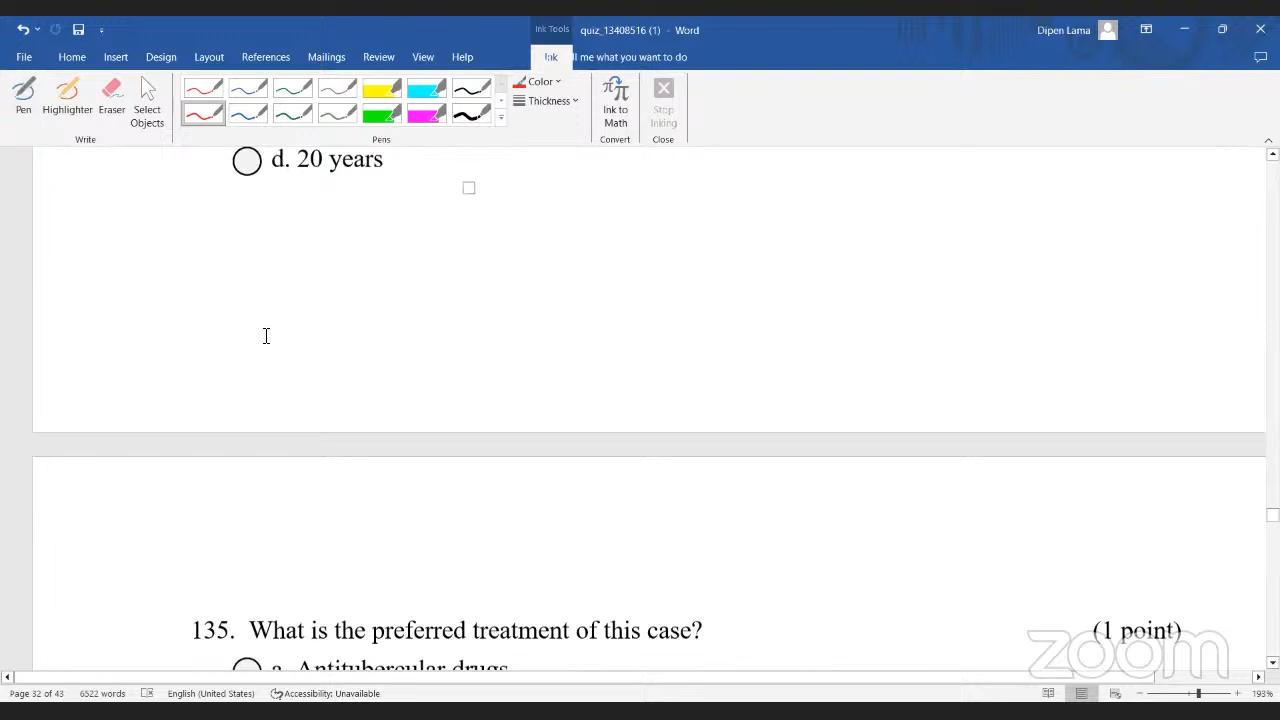 Ink Tools
quiz_13408516 (1) - Word
Dipen Lama
File Home Insert Design Layout References Mailings Review View Help Ink ll me what you want to do
Pen
Highlighter
Eraser
Select Objects
Color
Thickness
Ink to Math
Stop Inking
Write
Pens
Convert
Close
d. 20 years
135. What is the preferred treatment of this case? (1 point)
a. Antitubercular drugs
zoom
Page 32 of 43 6522 words English (United States) Accessibility: Unavailable 193%